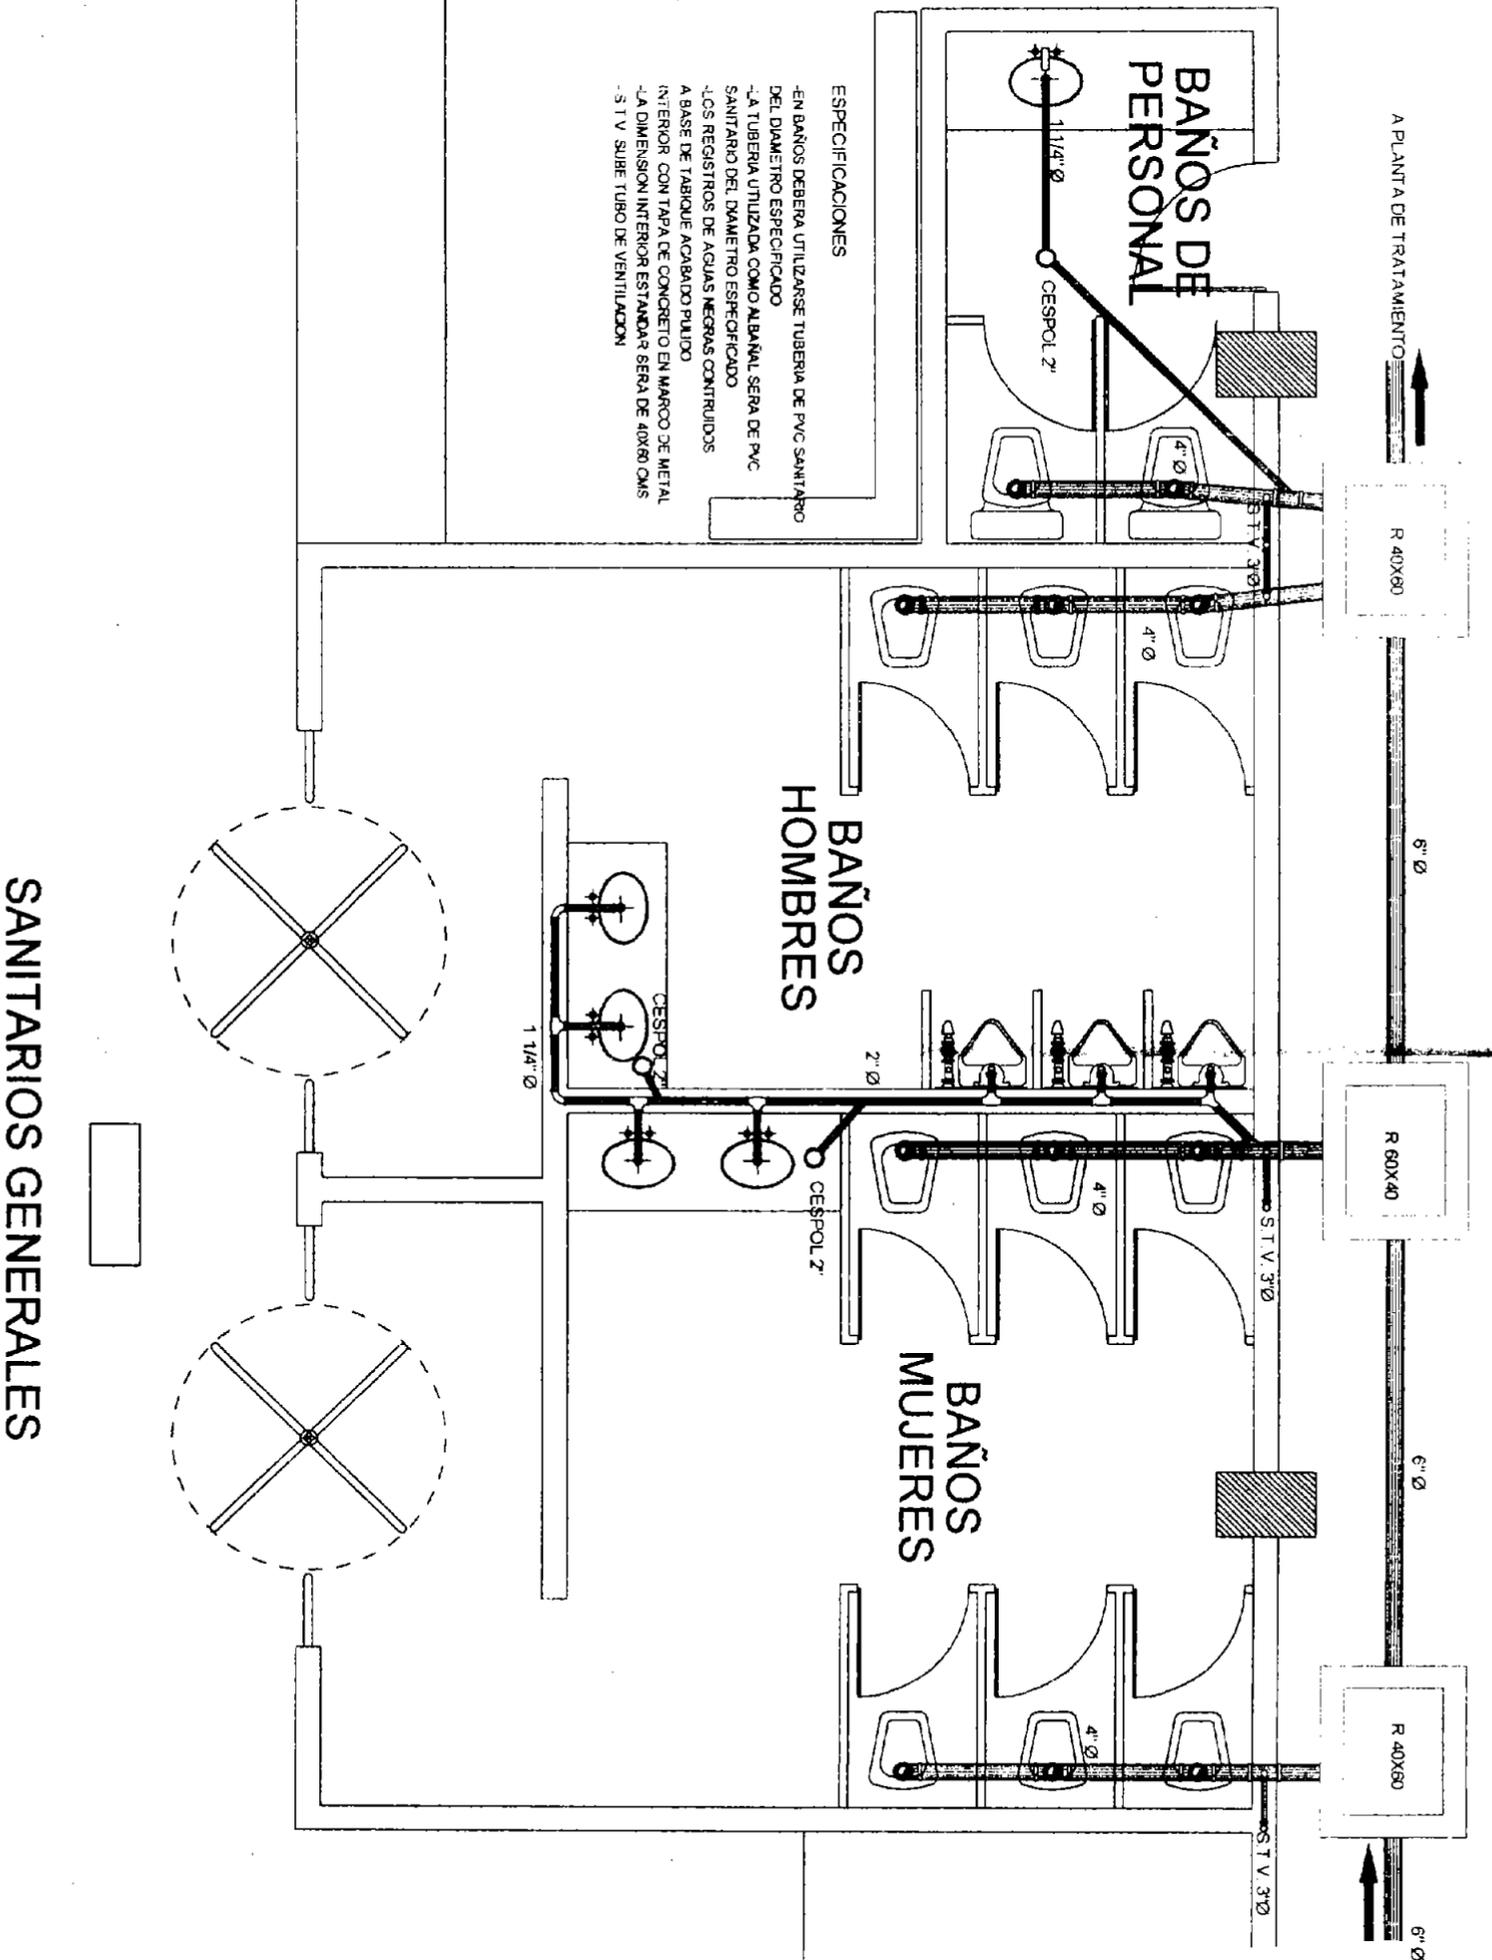 A PLANTA DE TRATAMIENTO
6" Ø
6" Ø
6" Ø
R 40X60
R 60X40
R 40X60
BAÑOS DE
PERSONAL
1 1/4" Ø
CESPOL 2"
4" Ø
S T V 3"Ø
4" Ø
BAÑOS
HOMBRES
CESPOL 2"
1 1/4" Ø
2" Ø
CESPOL 2"
4" Ø
S.T.V. 3"Ø
BAÑOS
MUJERES
4" Ø
S T V. 3"Ø
ESPECIFICACIONES
-EN BAÑOS DEBERA UTILIZARSE TUBERIA DE PVC SANITARIO
DEL DIAMETRO ESPECIFICADO
-LA TUBERIA UTILIZADA COMO ALBAÑAL SERA DE PVC
SANITARIO DEL DIAMETRO ESPECIFICADO
-LOS REGISTROS DE AGUAS NEGRAS CONTRUIDOS
A BASE DE TABIQUE ACABADO PULIDO
INTERIOR CON TAPA DE CONCRETO EN MARCO DE METAL
-LA DIMENSION INTERIOR ESTANDAR SERA DE 40X60 CMS
-S T V SUBE TUBO DE VENTILACION
SANITARIOS GENERALES